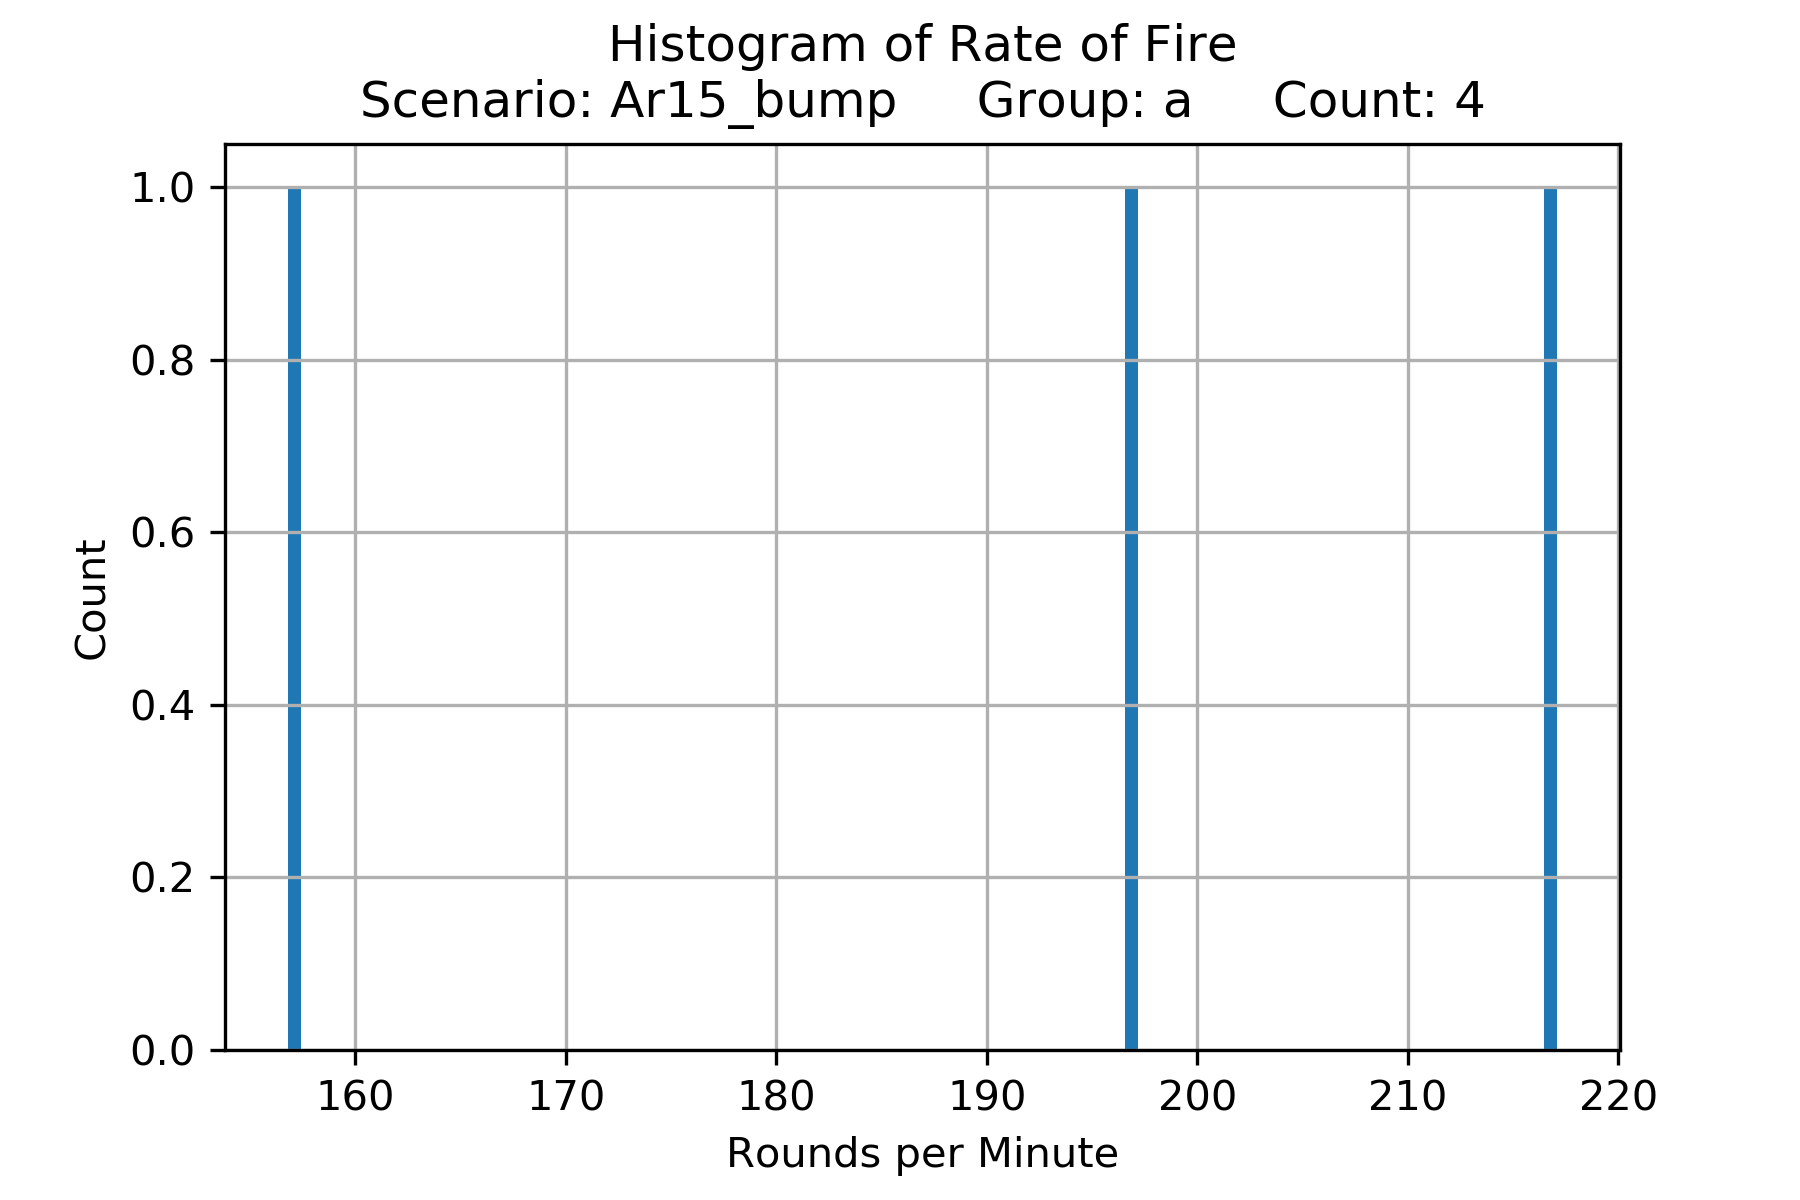 Histogram of Rate of Fire
Scenario: Ar15_bump Group: a Count: 4
1.0
0.8
0.6
0.4
0.2
0.0
Count
160 170 180 190 200 210 220
Rounds per Minute